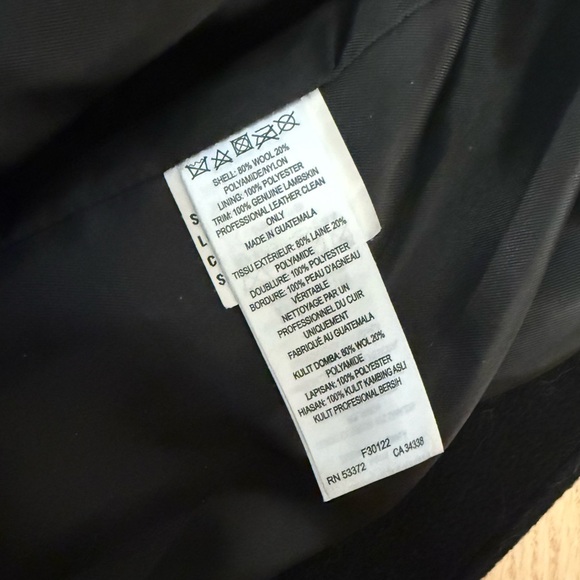 SHELL: 80% WOOL 20%
POLYAMIDE/NYLON
LINING: 100% POLYESTER
TRIM: 100% GENUINE LAMBSKIN
PROFESSIONAL LEATHER CLEAN
ONLY
MADE IN GUATEMALA
TISSU EXTÉRIEUR: 80% LAINE 20%
POLYAMIDE
DOUBLURE: 100% POLYESTER
BORDURE: 100% PEAU D'AGNEAU
VÉRITABLE
NETTOYAGE PAR UN
PROFESSIONNEL DU CUIR
UNIQUEMENT
FABRIQUÉ AU GUATEMALA
KULIT DOMBA: 80% WOL 20%
POLYAMIDE
LAPISAN: 100% POLYESTER
HIASAN: 100% KULIT KAMBING ASLI
KULIT PROFESIONAL BERSIH
F30122
RN 53372 CA 34338
S
L
C
S